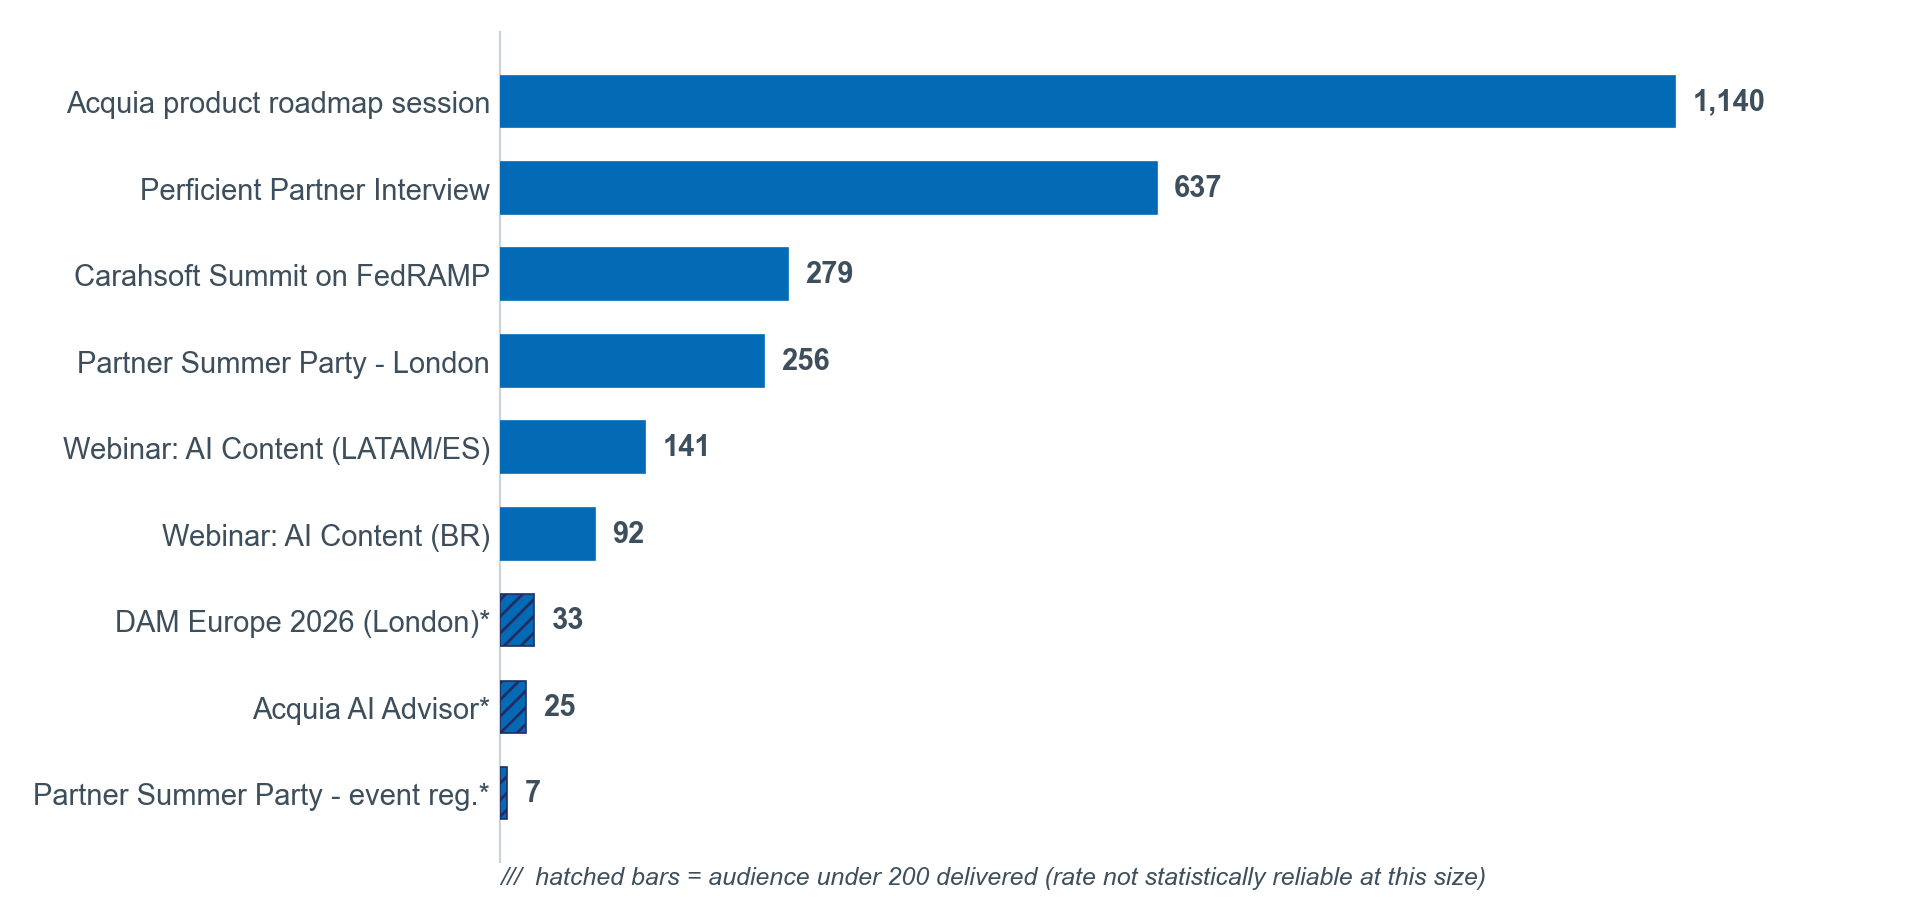 Acquia product roadmap session 1,140
Perficient Partner Interview 637
Carahsoft Summit on FedRAMP 279
Partner Summer Party - London 256
Webinar: AI Content (LATAM/ES) 141
Webinar: AI Content (BR) 92
DAM Europe 2026 (London)* 33
Acquia AI Advisor* 25
Partner Summer Party - event reg.* 7
/// hatched bars = audience under 200 delivered (rate not statistically reliable at this size)